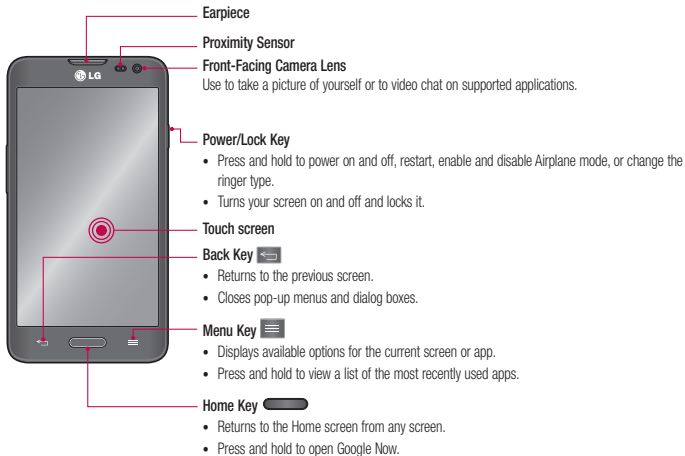 Earpiece
Proximity Sensor
Front-Facing Camera Lens
Use to take a picture of yourself or to video chat on supported applications.
LG
Power/Lock Key
• Press and hold to power on and off, restart, enable and disable Airplane mode, or change the
ringer type.
• Turns your screen on and off and locks it.
Touch screen
Back Key
• Returns to the previous screen.
• Closes pop-up menus and dialog boxes.
Menu Key
• Displays available options for the current screen or app.
• Press and hold to view a list of the most recently used apps.
Home Key
• Returns to the Home screen from any screen.
• Press and hold to open Google Now.